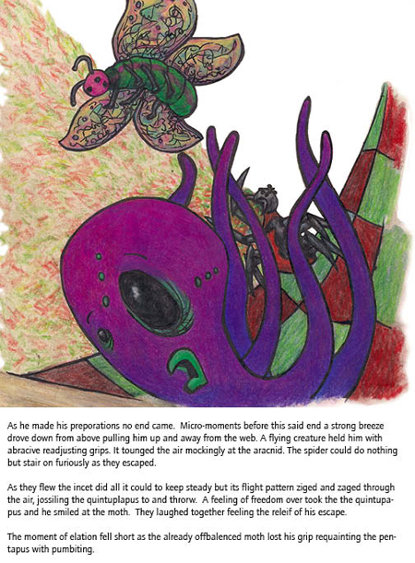 As he made his preporations no end came.  Micro-moments before this said end a strong breeze
drove down from above pulling him up and away from the web. A flying creature held him with
abracive readjusting grips. It tounged the air mockingly at the aracnid. The spider could do nothing
but stair on furiously as they escaped.
As they flew the incet did all it could to keep steady but its flight pattern ziged and zaged through
the air, jossiling the quintuplapus to and throrw.  A feeling of freedom over took the the quintupa-
pus and he smiled at the moth.  They laughed together feeling the releif of his escape.
The moment of elation fell short as the already offbalenced moth lost his grip requainting the pen-
tapus with pumbiting.